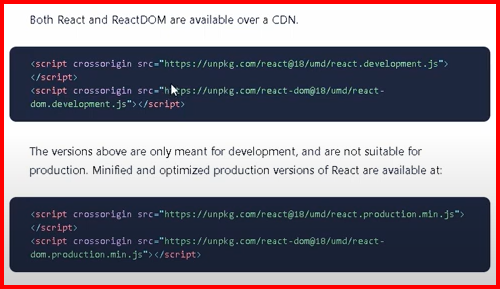 Both React and ReactDOM are available over a CDN.
<script crossorigin src="https://unpkg.com/react@18/umd/react.development.js">
</script>
<script crossorigin src="https://unpkg.com/react-dom@18/umd/react-
dom.development.js"></script>
The versions above are only meant for development, and are not suitable for
production. Minified and optimized production versions of React are available at:
<script crossorigin src="https://unpkg.com/react@18/umd/react.production.min.js">
</script>
<script crossorigin src="https://unpkg.com/react-dom@18/umd/react-
dom.production.min.js"></script>